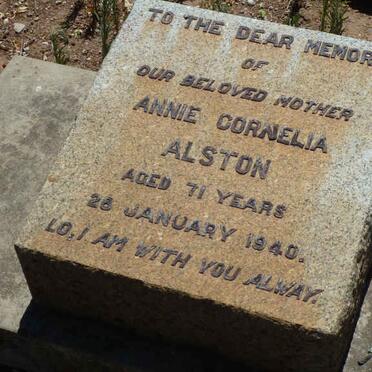 TO THE DEAR MEMOR
OF
OUR BELOVED MOTHER
ANNIE CORNELIA
ALSTON
AGED 71 YEARS
26 JANUARY 1940.
LO, I AM WITH YOU ALWAY.